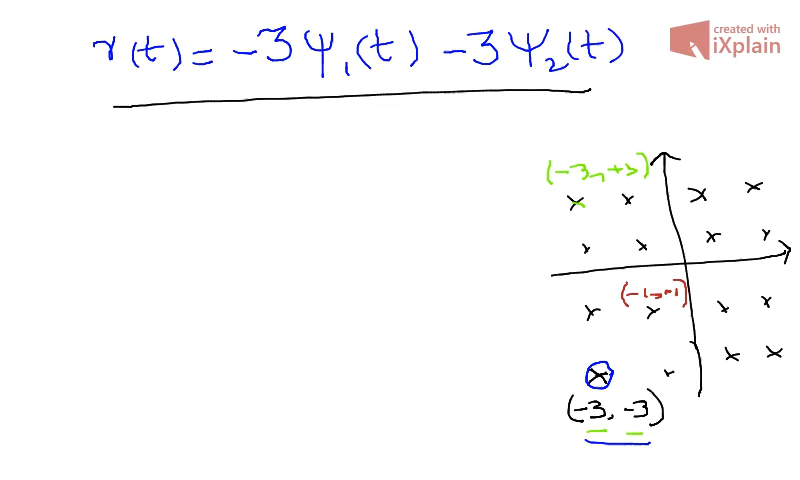 r(t) = -3 Ψ₁(t) -3 Ψ₂(t)
created with
iXplain
(-3, +3)
(-1, -1)
(-3, -3)